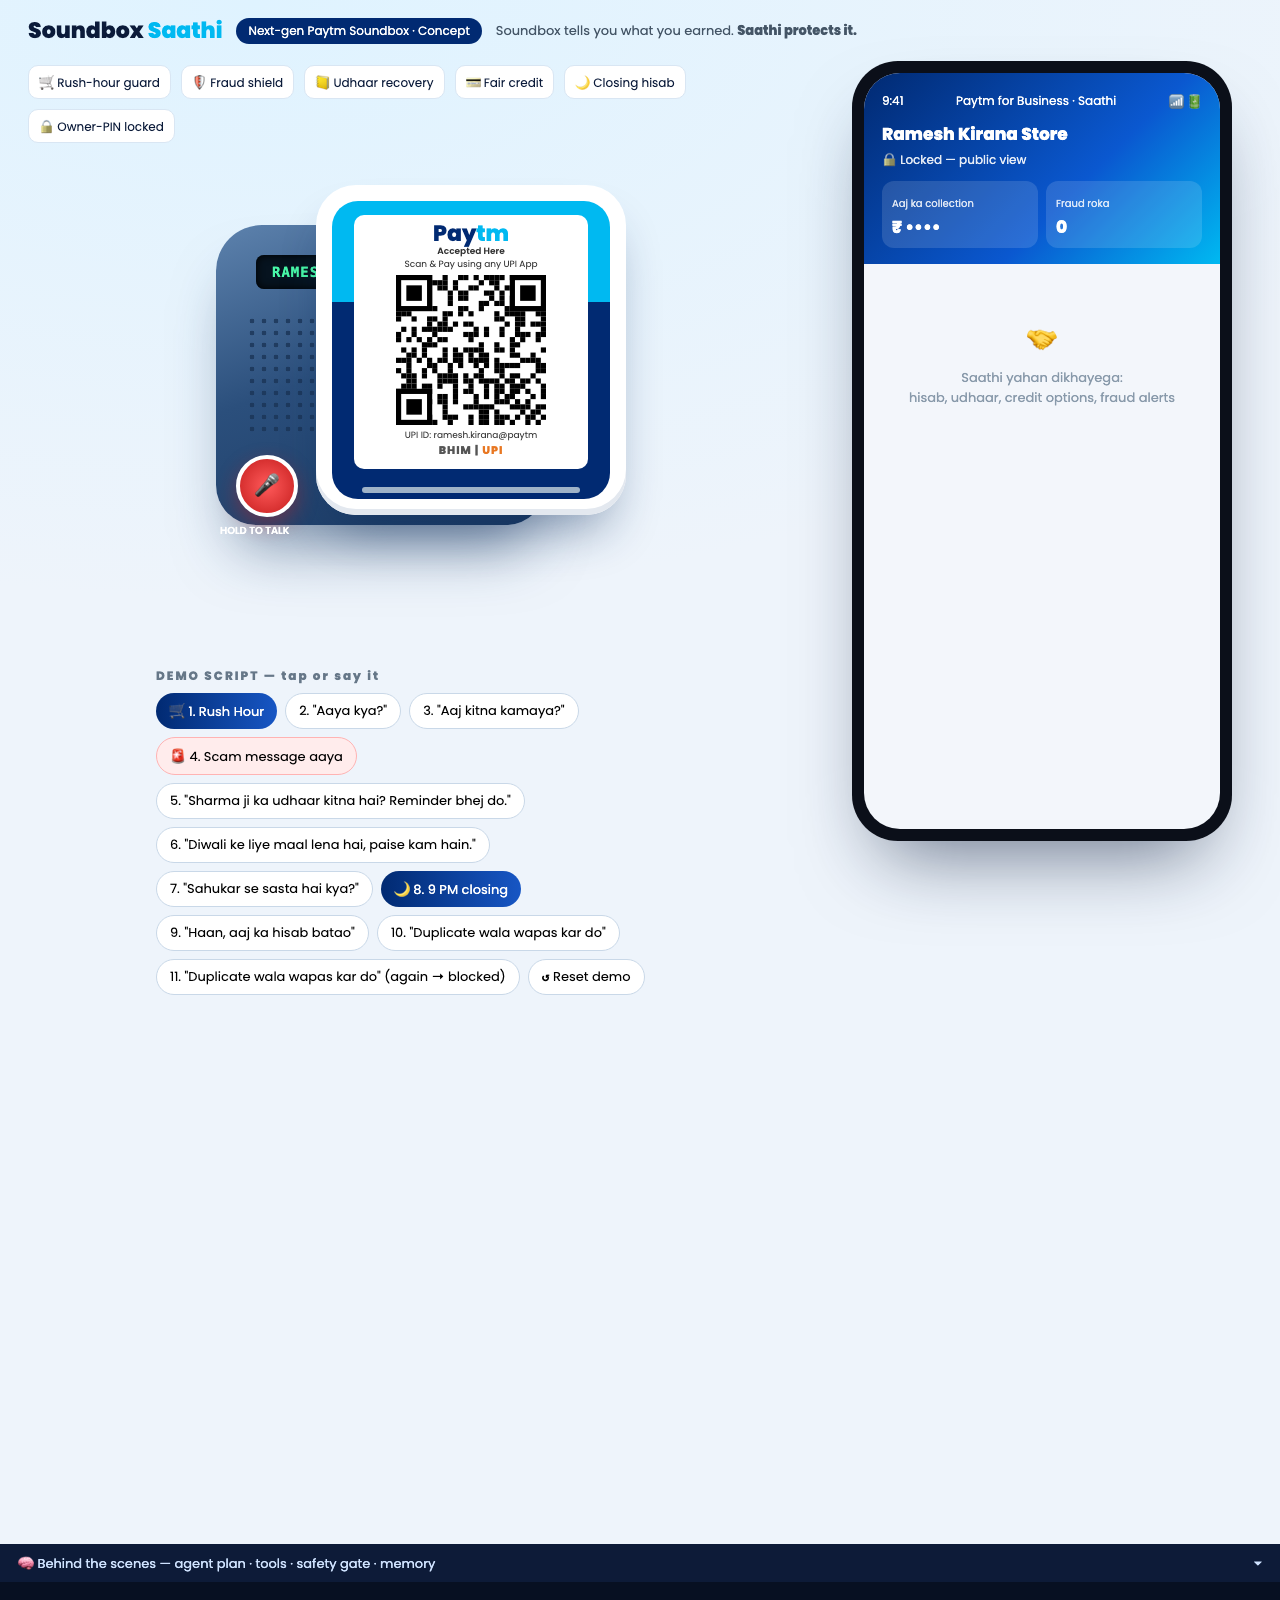 Soundbox Saathi
Next-gen Paytm Soundbox · Concept
Soundbox tells you what you earned. Saathi protects it.
Rush-hour guard
Fraud shield
Udhaar recovery
Fair credit
Closing hisab
Owner-PIN locked
9:41
Paytm for Business · Saathi
Ramesh Kirana Store
Locked — public view
Aaj ka collection
₹ ••••
Fraud roka
0
Saathi yahan dikhayega:
hisab, udhaar, credit options, fraud alerts
RAMES
Paytm
Accepted Here
Scan & Pay using any UPI App
UPI ID: ramesh.kirana@paytm
BHIM | UPI
HOLD TO TALK
DEMO SCRIPT — tap or say it
1. Rush Hour
2. "Aaya kya?"
3. "Aaj kitna kamaya?"
4. Scam message aaya
5. "Sharma ji ka udhaar kitna hai? Reminder bhej do."
6. "Diwali ke liye maal lena hai, paise kam hain."
7. "Sahukar se sasta hai kya?"
8. 9 PM closing
9. "Haan, aaj ka hisab batao"
10. "Duplicate wala wapas kar do"
11. "Duplicate wala wapas kar do" (again → blocked)
↺ Reset demo
Behind the scenes — agent plan · tools · safety gate · memory